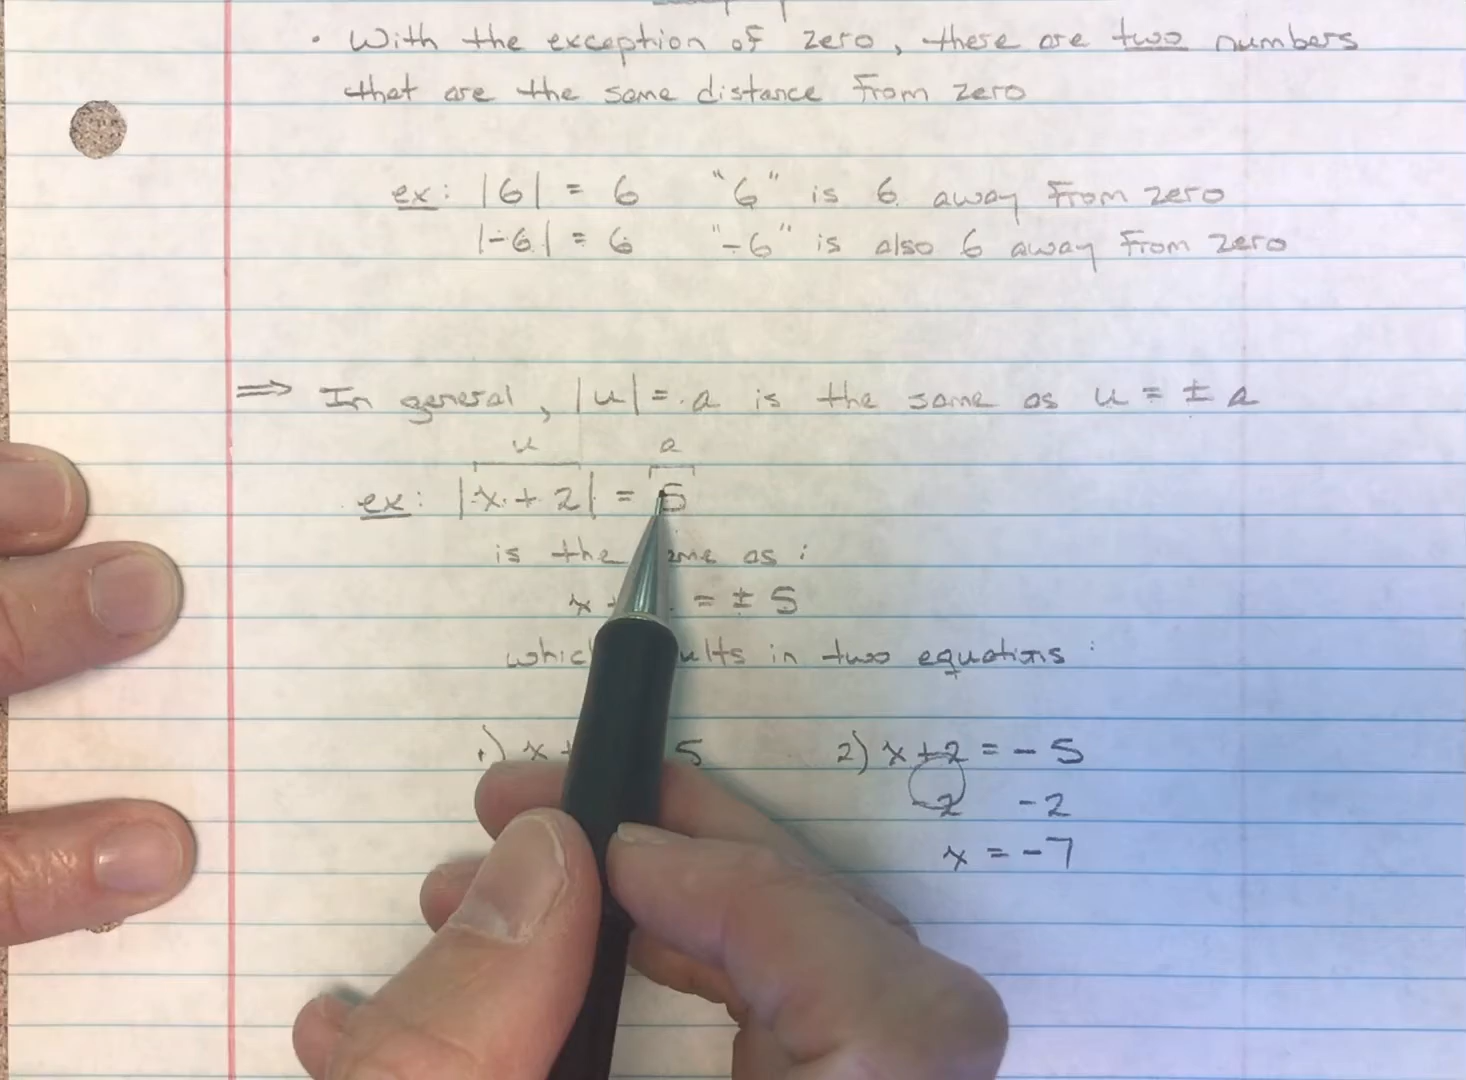 • With the exception of zero, there are two numbers
that are the same distance from zero
ex: |6| = 6 "6" is 6 away from zero
|-6| = 6 "-6" is also 6 away from zero
⇒ In general, |u| = a is the same as u = ± a
u a
ex: |x + 2| = 5
is the as:
x = ± 5
in two equations:
1) x + 5 2) x+2 = -5
-2 -2
x = -7